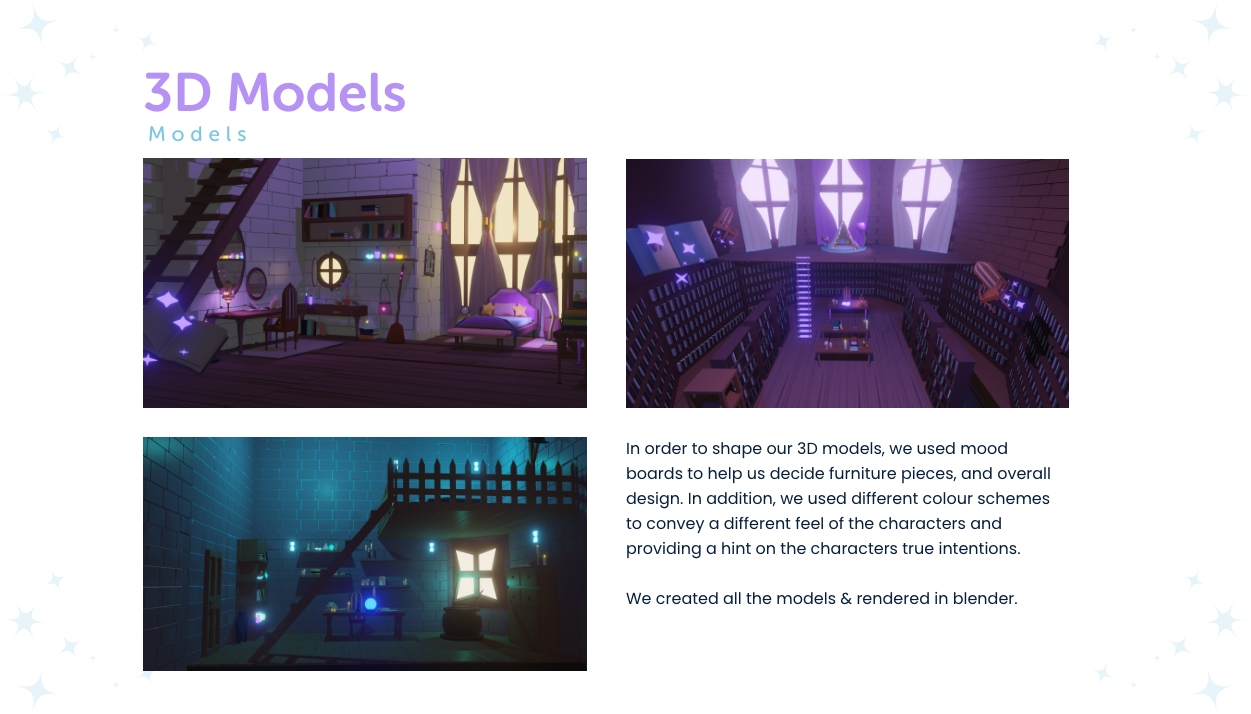 3D Models
Models
In order to shape our 3D models, we used mood
boards to help us decide furniture pieces, and overall
design. In addition, we used different colour schemes
to convey a different feel of the characters and
providing a hint on the characters true intentions.
We created all the models & rendered in blender.